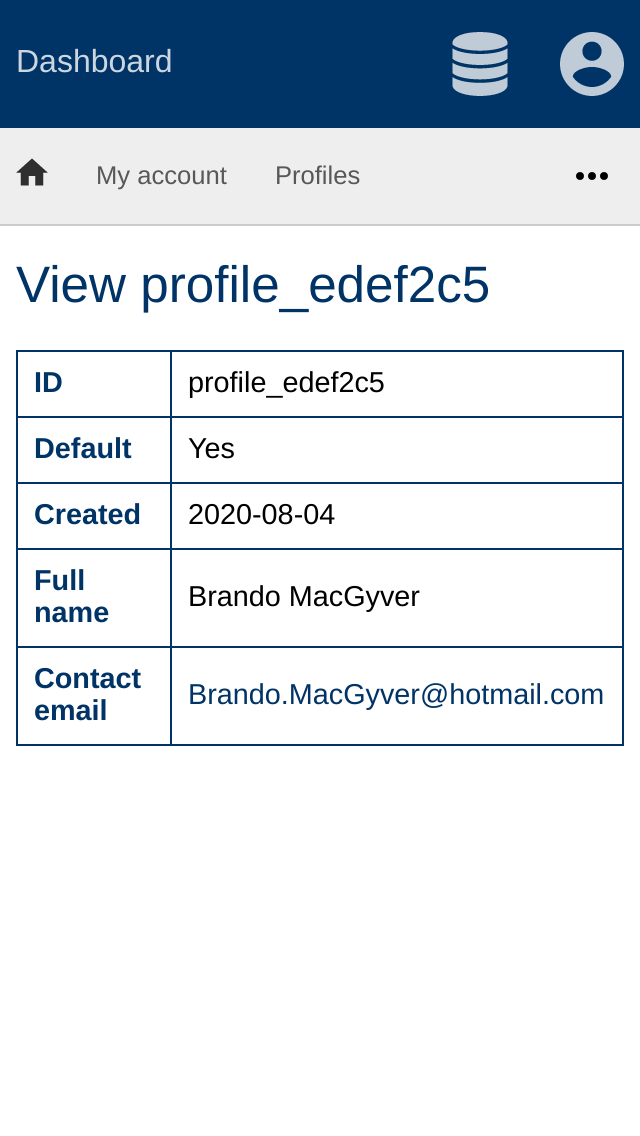 Dashboard
My account Profiles
View profile_edef2c5
ID profile_edef2c5
Default Yes
Created 2020-08-04
Full
name Brando MacGyver
Contact
email Brando.MacGyver@hotmail.com